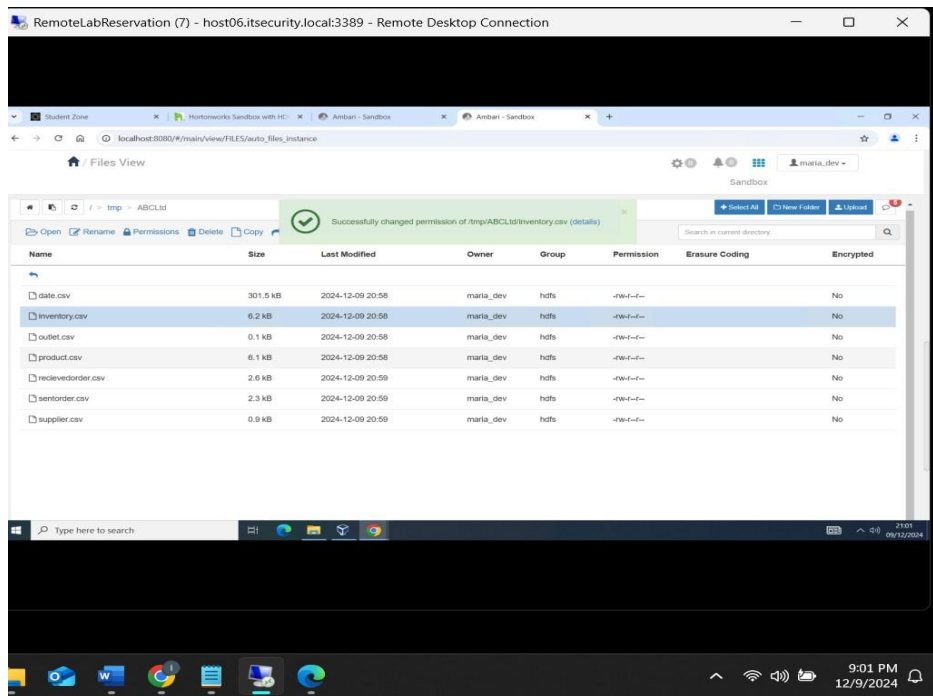 RemoteLabReservation (7) - host06.itsecurity.local:3389 - Remote Desktop Connection
Student Zone Hortonworks Sandbox with HD Ambari - Sandbox Ambari - Sandbox
localhost:8080/#/main/view/FILES/auto_files_instance
/ Files View 0 0 maria_dev
Sandbox
/ > tmp > ABCLtd Select All New Folder Upload
Successfully changed permission of /tmp/ABCLtd/inventory.csv (details)
Open Rename Permissions Delete Copy Search in current directory...
Name Size Last Modified Owner Group Permission Erasure Coding Encrypted
date.csv 301.5 kB 2024-12-09 20:58 maria_dev hdfs -rw-r--r-- No
inventory.csv 6.2 kB 2024-12-09 20:58 maria_dev hdfs -rw-r--r-- No
outlet.csv 0.1 kB 2024-12-09 20:58 maria_dev hdfs -rw-r--r-- No
product.csv 6.1 kB 2024-12-09 20:58 maria_dev hdfs -rw-r--r-- No
recievedorder.csv 2.6 kB 2024-12-09 20:59 maria_dev hdfs -rw-r--r-- No
sentorder.csv 2.3 kB 2024-12-09 20:59 maria_dev hdfs -rw-r--r-- No
supplier.csv 0.9 kB 2024-12-09 20:59 maria_dev hdfs -rw-r--r-- No
Type here to search 21:01
09/12/2024
9:01 PM
12/9/2024